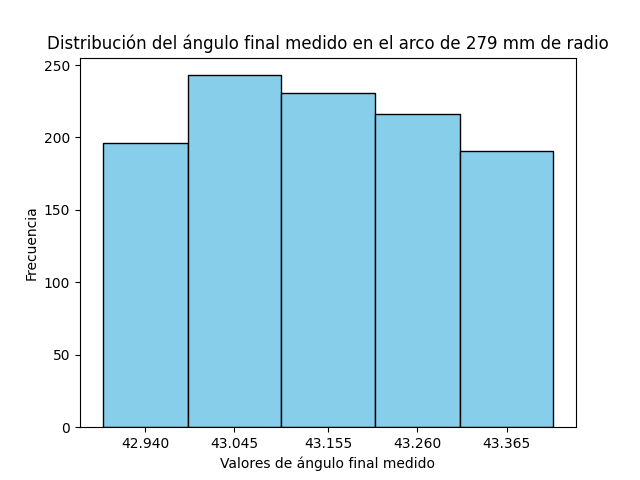 Distribución del ángulo final medido en el arco de 279 mm de radio
Frecuencia
250
200
150
100
50
0
42.940 43.045 43.155 43.260 43.365
Valores de ángulo final medido